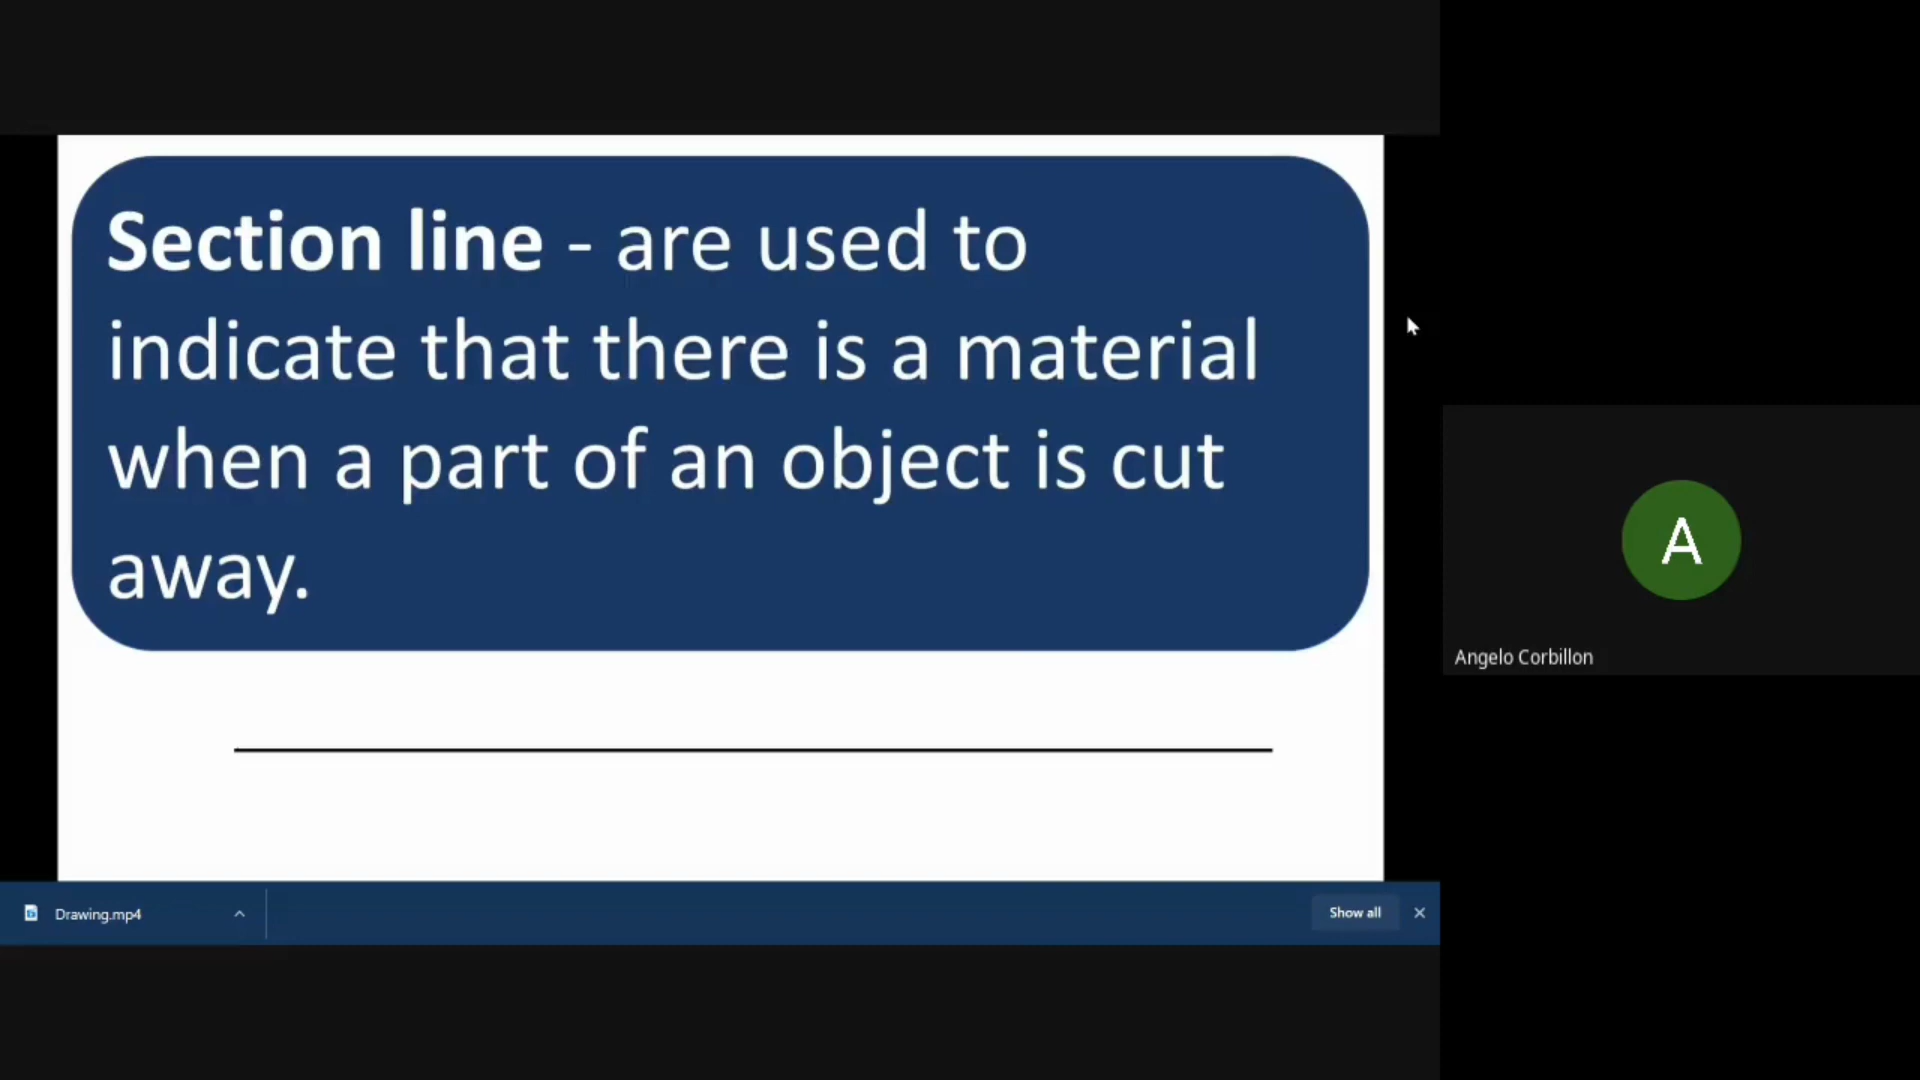 Section line - are used to
indicate that there is a material
when a part of an object is cut
away.
A
Angelo Corbillon
Drawing.mp4
Show all